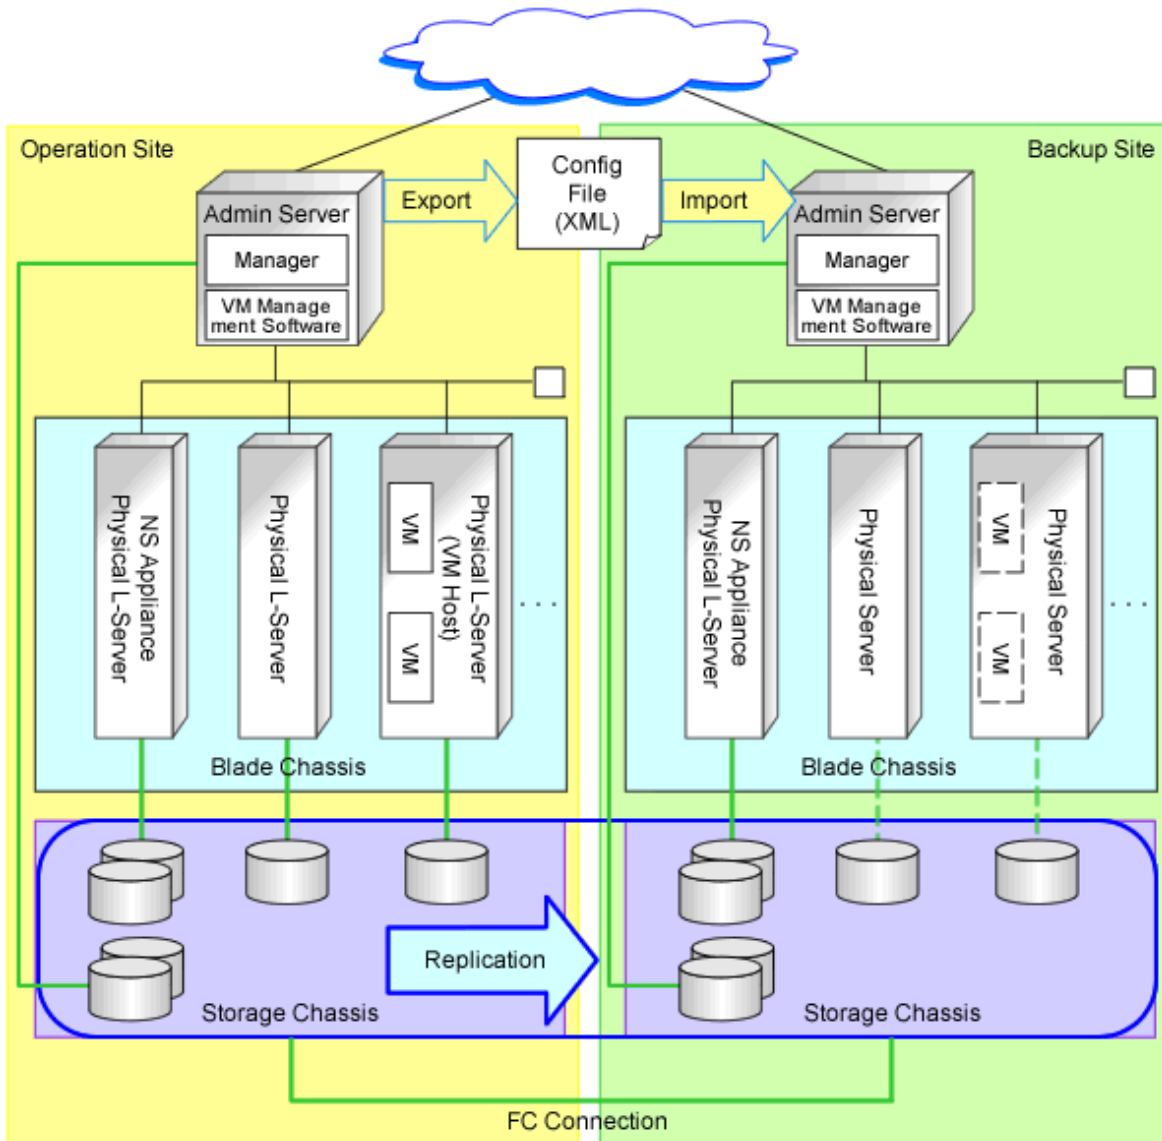 Operation Site
Backup Site
Config
File
(XML)
Export
Import
Admin Server
Manager
VM Manage
ment Software
Admin Server
Manager
VM Manage
ment Software
NS Appliance
Physical L-Server
Physical L-Server
Physical L-Server
(VM Host)
VM
VM
. . .
NS Appliance
Physical L-Server
Physical Server
Physical Server
VM
VM
. . .
Blade Chassis
Blade Chassis
Replication
Storage Chassis
Storage Chassis
FC Connection